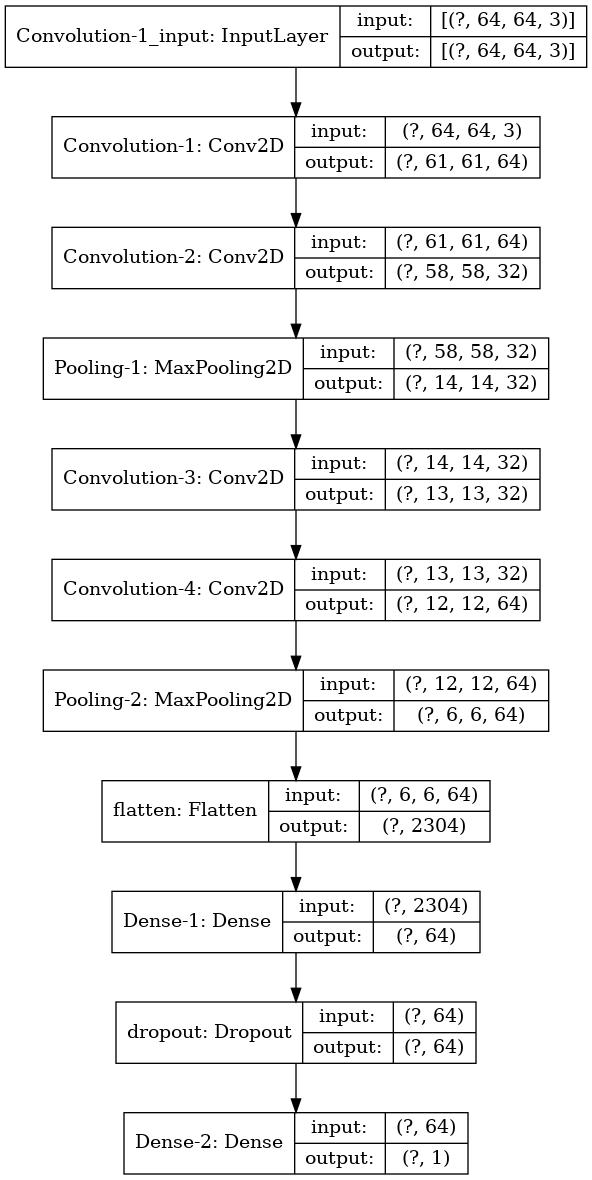 Convolution-1_input: InputLayer
input: [(?, 64, 64, 3)]
output: [(?, 64, 64, 3)]
Convolution-1: Conv2D
input: (?, 64, 64, 3)
output: (?, 61, 61, 64)
Convolution-2: Conv2D
input: (?, 61, 61, 64)
output: (?, 58, 58, 32)
Pooling-1: MaxPooling2D
input: (?, 58, 58, 32)
output: (?, 14, 14, 32)
Convolution-3: Conv2D
input: (?, 14, 14, 32)
output: (?, 13, 13, 32)
Convolution-4: Conv2D
input: (?, 13, 13, 32)
output: (?, 12, 12, 64)
Pooling-2: MaxPooling2D
input: (?, 12, 12, 64)
output: (?, 6, 6, 64)
flatten: Flatten
input: (?, 6, 6, 64)
output: (?, 2304)
Dense-1: Dense
input: (?, 2304)
output: (?, 64)
dropout: Dropout
input: (?, 64)
output: (?, 64)
Dense-2: Dense
input: (?, 64)
output: (?, 1)